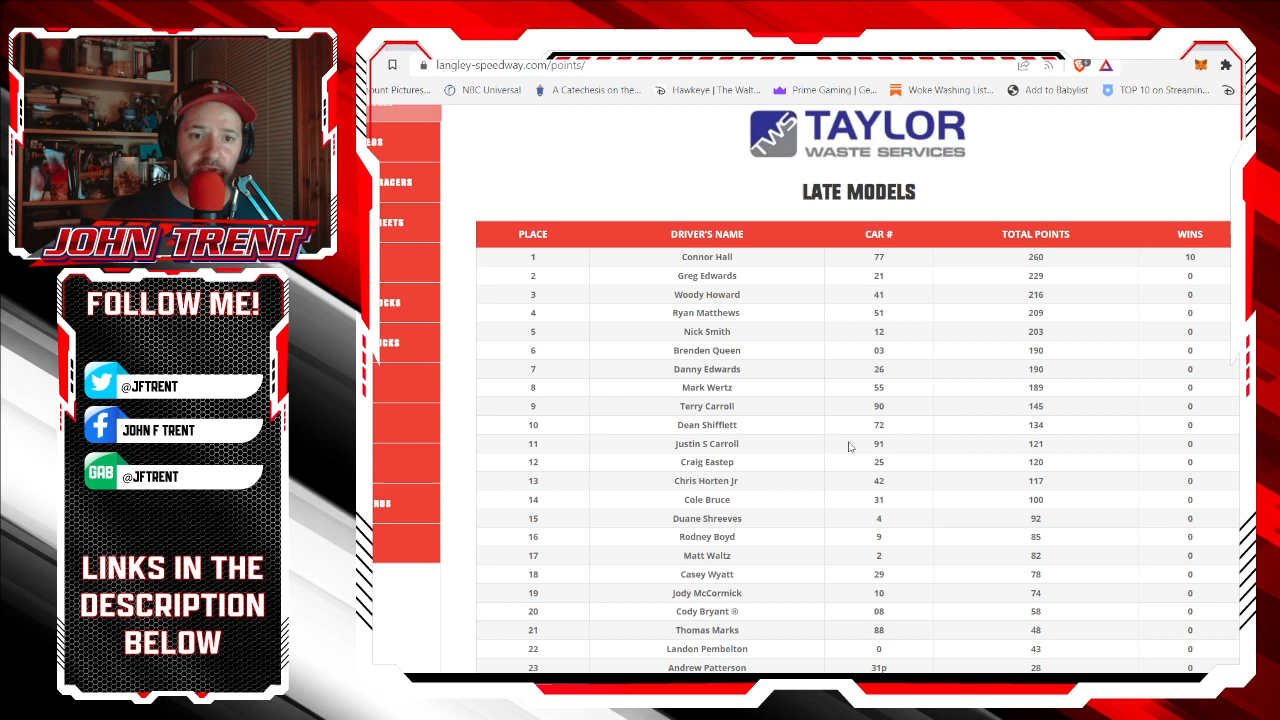 JOHN TRENT
FOLLOW ME!
@JFTRENT
JOHN F TRENT
GAB
@JFTRENT
LINKS IN THE
DESCRIPTION
BELOW
langley-speedway.com/points/
ount Pictures... NBC Universal A Catechesis on the... Hawkeye | The Walt... Prime Gaming | Ge... Woke Washing List... Add to Babylist TOP 10 on Streamin...
RACERS
EETS
OCKS
UCKS
TWS TAYLOR
WASTE SERVICES
LATE MODELS
PLACE DRIVER'S NAME CAR # TOTAL POINTS WINS
1 Connor Hall 77 260 10
2 Greg Edwards 21 229 0
3 Woody Howard 41 216 0
4 Ryan Matthews 51 209 0
5 Nick Smith 12 203 0
6 Brenden Queen 03 190 0
7 Danny Edwards 26 190 0
8 Mark Wertz 55 189 0
9 Terry Carroll 90 145 0
10 Dean Shifflett 72 134 0
11 Justin S Carroll 91 121 0
12 Craig Eastep 25 120 0
13 Chris Horten Jr 42 117 0
14 Cole Bruce 31 100 0
15 Duane Shreeves 4 92 0
16 Rodney Boyd 9 85 0
17 Matt Waltz 2 82 0
18 Casey Wyatt 29 78 0
19 Jody McCormick 10 74 0
20 Cody Bryant ® 08 58 0
21 Thomas Marks 88 48 0
22 Landon Pembelton 0 43 0
23 Andrew Patterson 31p 28 0